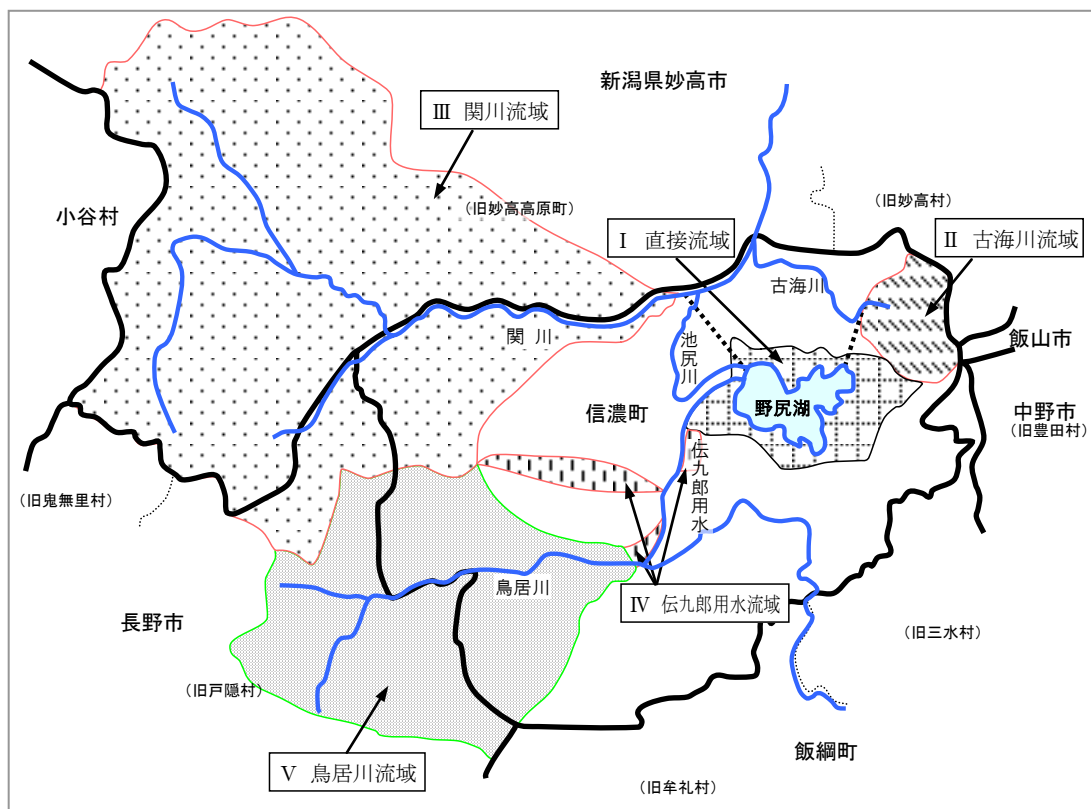 新潟県妙高市
Ⅲ 関川流域
小谷村
(旧妙高高原町)
(旧妙高村)
Ⅰ 直接流域
Ⅱ 古海川流域
古海川
関川
池尻川
飯山市
野尻湖
信濃町
中野市
(旧豊田村)
伝九郎用水
(旧鬼無里村)
鳥居川
Ⅳ 伝九郎用水流域
長野市
(旧三水村)
(旧戸隠村)
飯綱町
Ⅴ 鳥居川流域
(旧牟礼村)